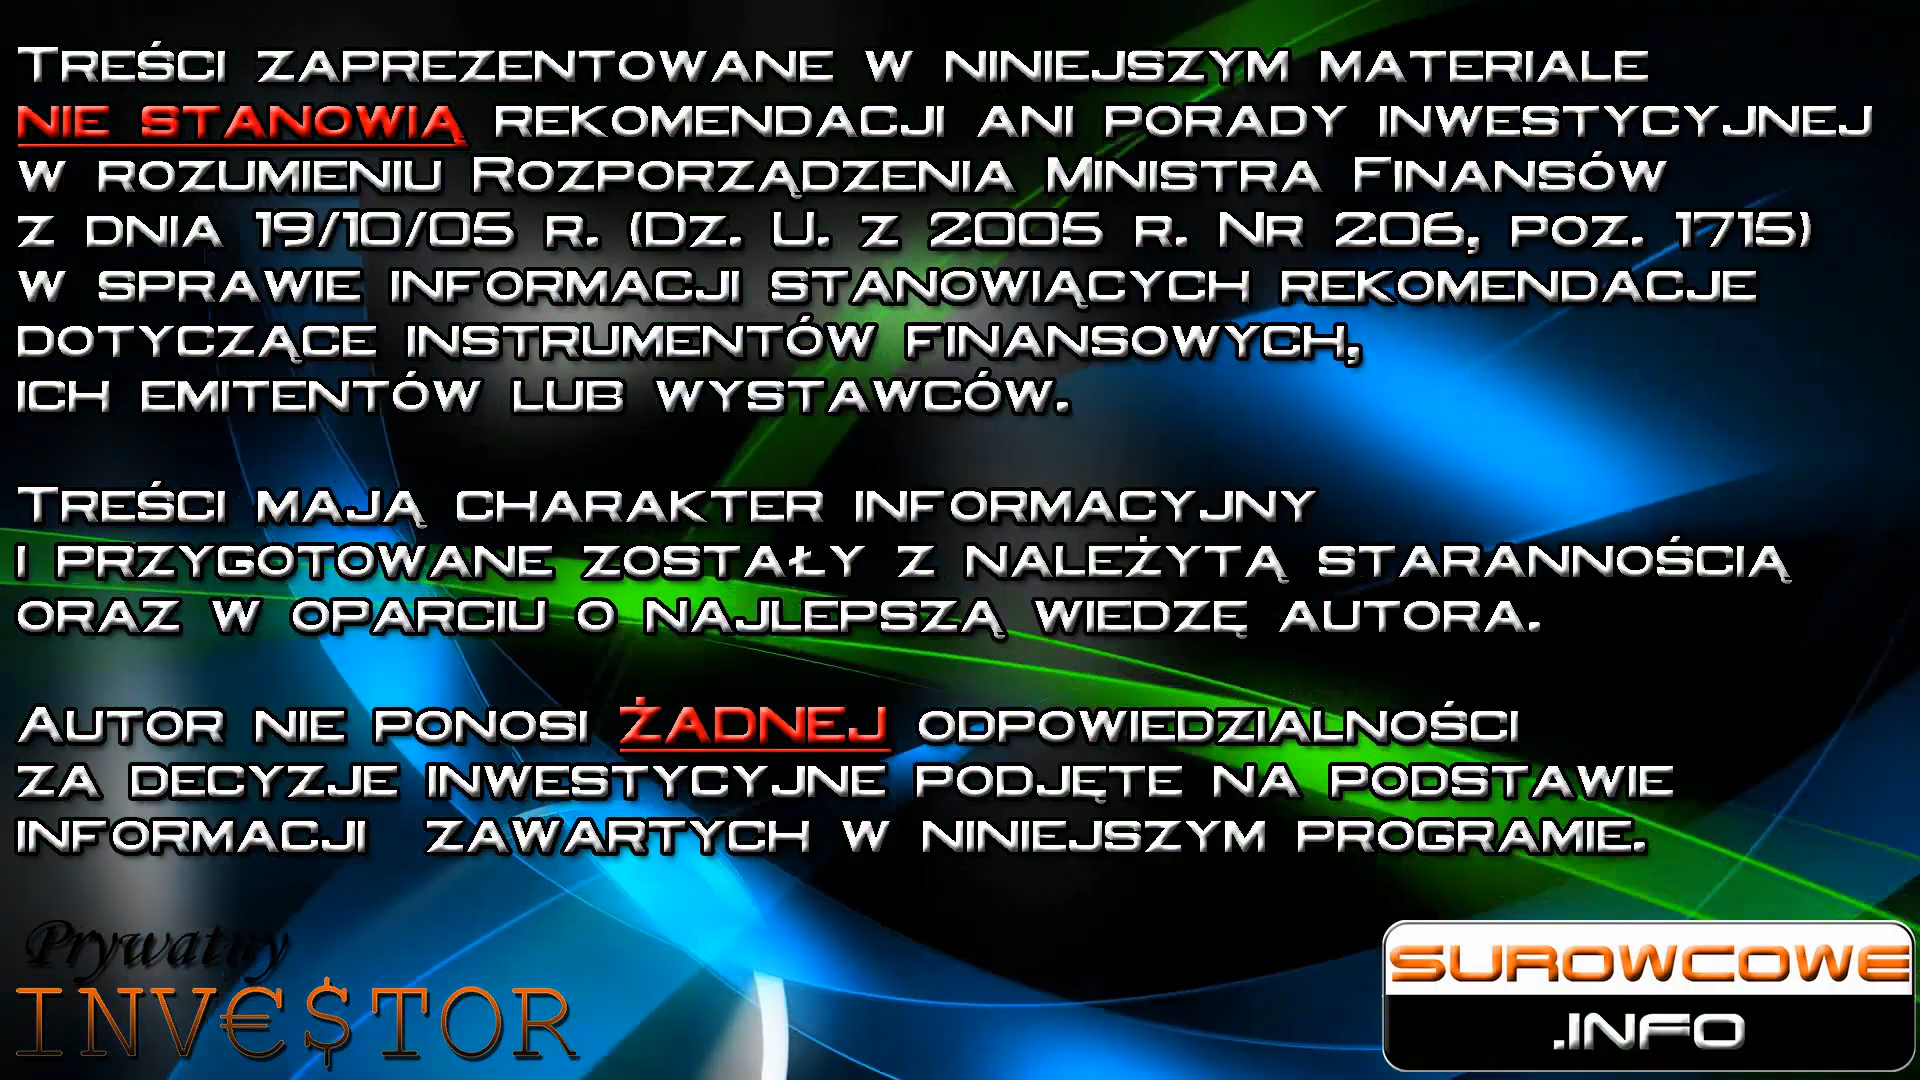 Treści zaprezentowane w niniejszym materiale
nie stanowią rekomendacji ani porady inwestycyjnej
w rozumieniu Rozporządzenia Ministra Finansów
z dnia 19/10/05 r. (Dz. U. z 2005 r. Nr 206, poz. 1715)
w sprawie informacji stanowiących rekomendacje
dotyczące instrumentów finansowych,
ich emitentów lub wystawców.
Treści mają charakter informacyjny
i przygotowane zostały z należytą starannością
oraz w oparciu o najlepszą wiedzę autora.
Autor nie ponosi żadnej odpowiedzialności
za decyzje inwestycyjne podjęte na podstawie
informacji zawartych w niniejszym programie.
Prywatny
INV€$TOR
SUROWCOWE
.INFO